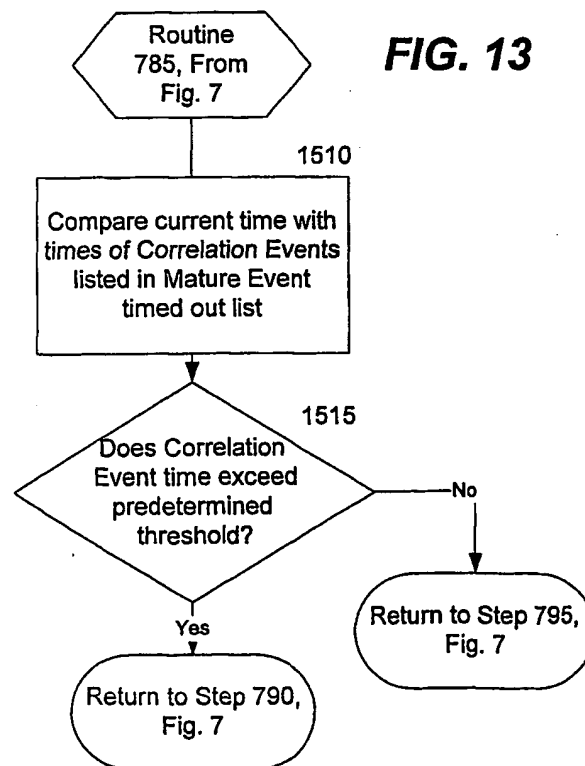 Routine
785, From
Fig. 7
FIG. 13
1510
Compare current time with
times of Correlation Events
listed in Mature Event
timed out list
1515
Does Correlation
Event time exceed
predetermined
threshold?
No
Yes
Return to Step 795,
Fig. 7
Return to Step 790,
Fig. 7